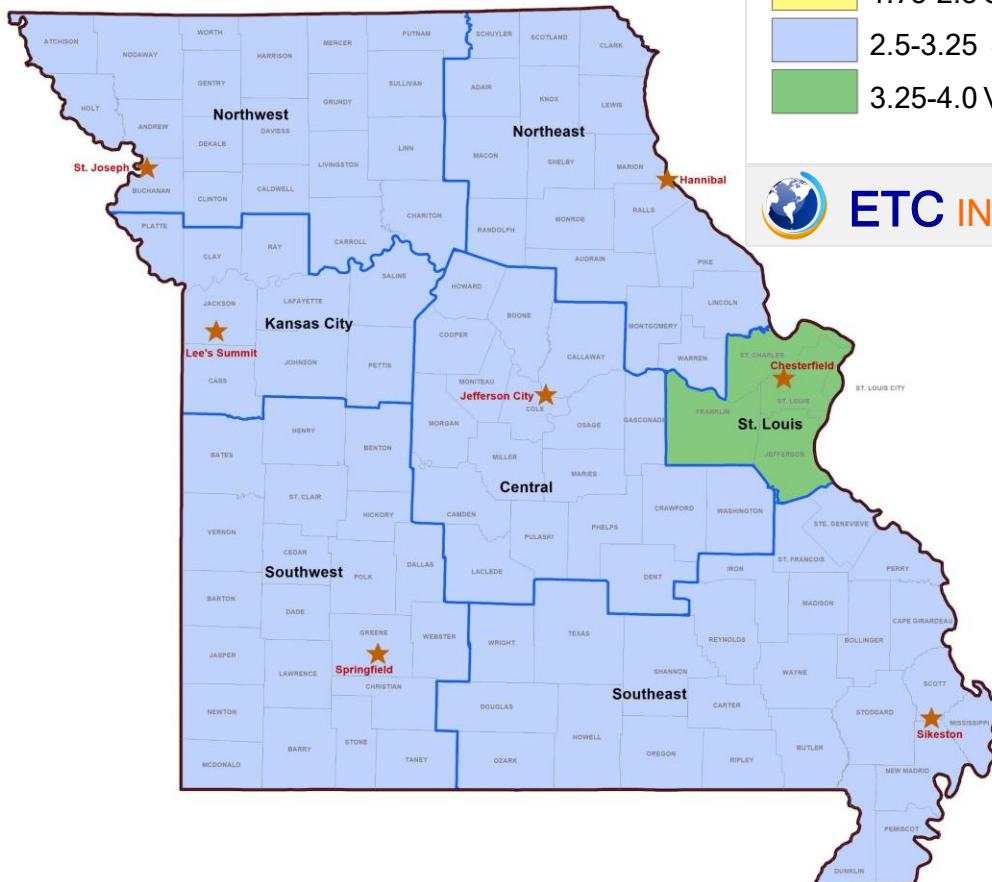 2.5-3.25
3.25-4.0 V
ETC IN
ATCHISON
NODAWAY
WORTH
HARRISON
MERCER
PUTNAM
SCHUYLER
SCOTLAND
CLARK
GENTRY
SULLIVAN
ADAIR
KNOX
LEWIS
HOLT
ANDREW
Northwest
GRUNDY
Northeast
DEKALB
DAVIESS
LINN
MACON
SHELBY
MARION
St. Joseph
BUCHANAN
CLINTON
CALDWELL
LIVINGSTON
Hannibal
CHARITON
RANDOLPH
MONROE
RALLS
PLATTE
CLAY
RAY
CARROLL
SALINE
AUDRAIN
PIKE
HOWARD
BOONE
LINCOLN
JACKSON
LAFAYETTE
Kansas City
COOPER
CALLAWAY
MONTGOMERY
WARREN
ST. CHARLES
Chesterfield
Lee's Summit
JOHNSON
PETTIS
CASS
MONITEAU
Jefferson City
COLE
ST. LOUIS CITY
ST. LOUIS
MORGAN
OSAGE
GASCONADE
FRANKLIN
St. Louis
HENRY
BENTON
BATES
MILLER
MARIES
JEFFERSON
Central
ST. CLAIR
HICKORY
CAMDEN
PULASKI
PHELPS
CRAWFORD
WASHINGTON
STE. GENEVIEVE
VERNON
CEDAR
Southwest
POLK
DALLAS
LACLEDE
DENT
IRON
ST. FRANCOIS
PERRY
BARTON
DADE
MADISON
CAPE GIRARDEAU
JASPER
GREENE
WEBSTER
WRIGHT
TEXAS
REYNOLDS
BOLLINGER
Springfield
LAWRENCE
CHRISTIAN
SHANNON
WAYNE
SCOTT
Southeast
NEWTON
DOUGLAS
CARTER
STODDARD
MISSISSIPPI
Sikeston
BARRY
STONE
TANEY
HOWELL
OREGON
RIPLEY
BUTLER
MCDONALD
OZARK
NEW MADRID
PEMISCOT
DUNKLIN